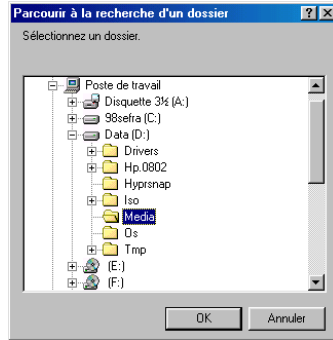 Parcourir à la recherche d'un dossier
Sélectionnez un dossier.
Poste de travail
Disquette 3½ (A:)
98sefra (C:)
Data (D:)
Drivers
Hp.0802
Hyprsnap
Iso
Media
Os
Tmp
(E:)
(F:)
OK Annuler